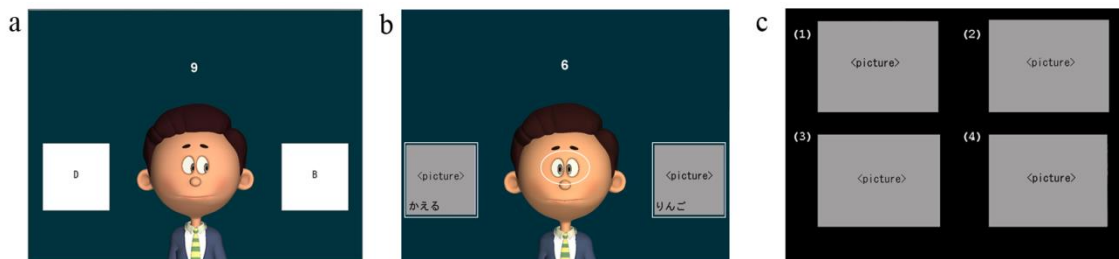 a
9
D
B
b
6
<picture>
かえる
<picture>
りんご
c
(1)
<picture>
(2)
<picture>
(3)
<picture>
(4)
<picture>